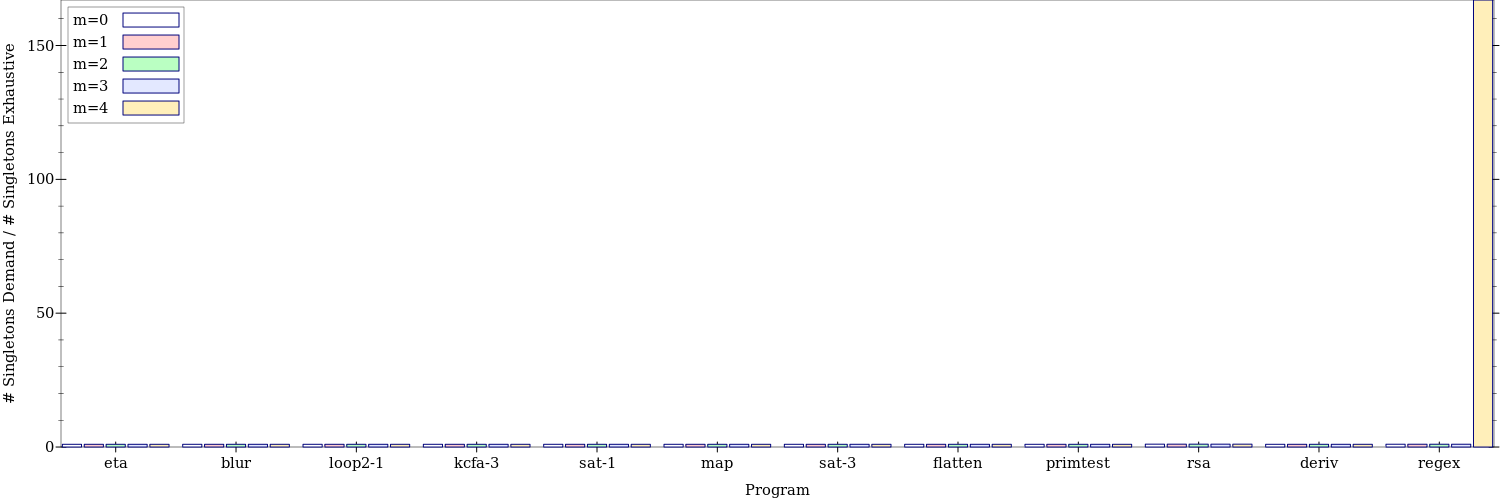 m=0
m=1
m=2
m=3
m=4
# Singletons Demand / # Singletons Exhaustive
150
100
50
0
eta blur loop2-1 kcfa-3 sat-1 map sat-3 flatten primtest rsa deriv regex
Program